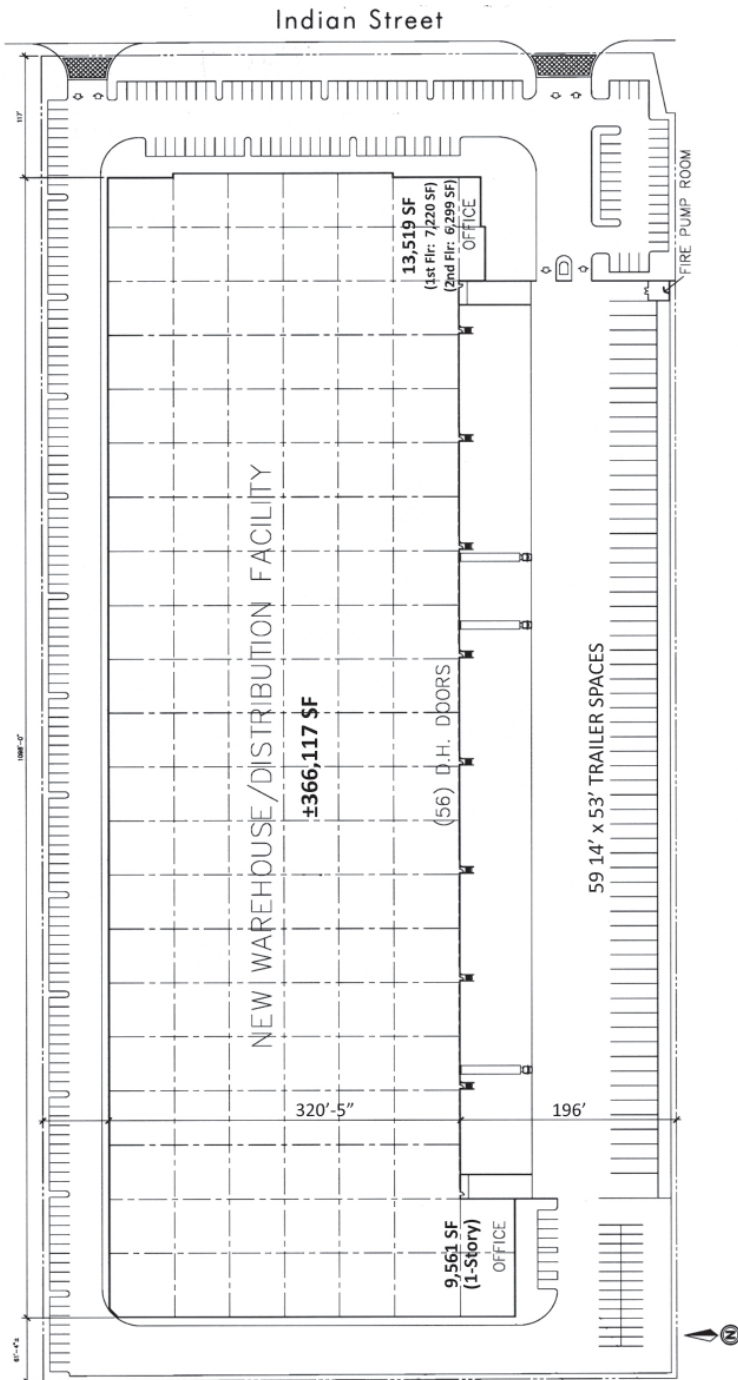 Indian Street
117'
13,519 SF
(1st Flr: 7,220 SF)
(2nd Flr: 6,299 SF)
OFFICE
FIRE PUMP ROOM
NEW WAREHOUSE/DISTRIBUTION FACILITY
±366,117 SF
(56) D.H. DOORS
59 14' x 53' TRAILER SPACES
320'-5"
196'
9,561 SF
(1-Story)
OFFICE
N